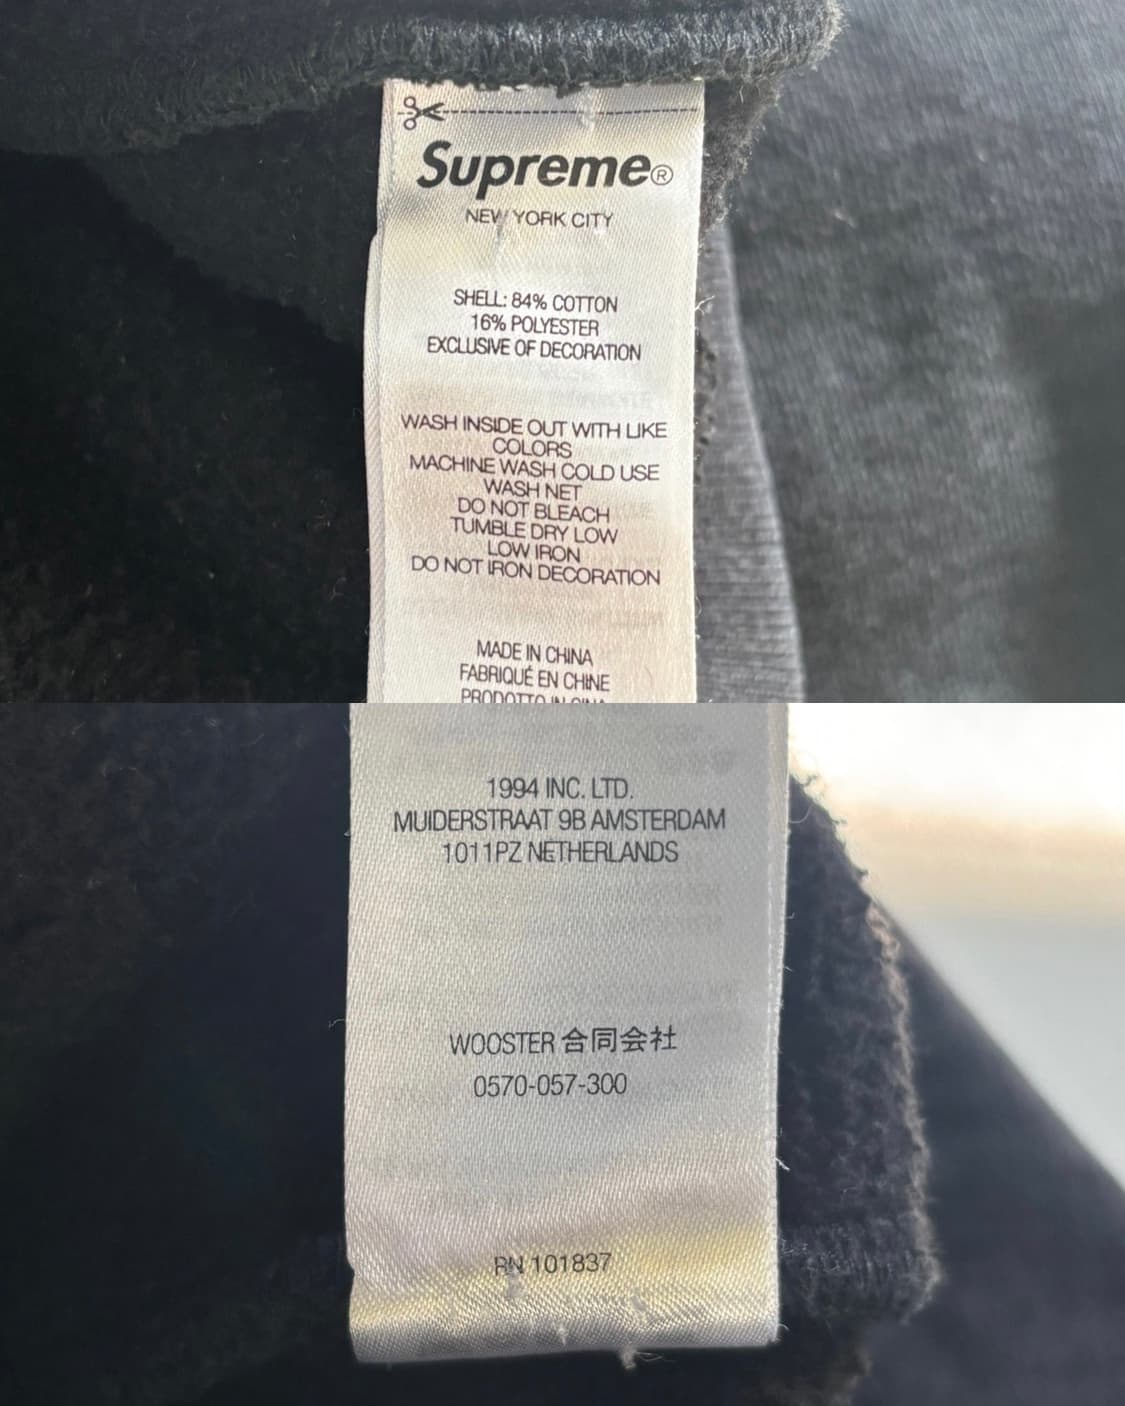 Supreme®
NEW YORK CITY
SHELL: 84% COTTON
16% POLYESTER
EXCLUSIVE OF DECORATION
WASH INSIDE OUT WITH LIKE
COLORS
MACHINE WASH COLD USE
WASH NET
DO NOT BLEACH
TUMBLE DRY LOW
LOW IRON
DO NOT IRON DECORATION
MADE IN CHINA
FABRIQUÉ EN CHINE
PRODOTTO IN CINA
1994 INC. LTD.
MUIDERSTRAAT 9B AMSTERDAM
1011PZ NETHERLANDS
WOOSTER 合同会社
0570-057-300
RN 101837